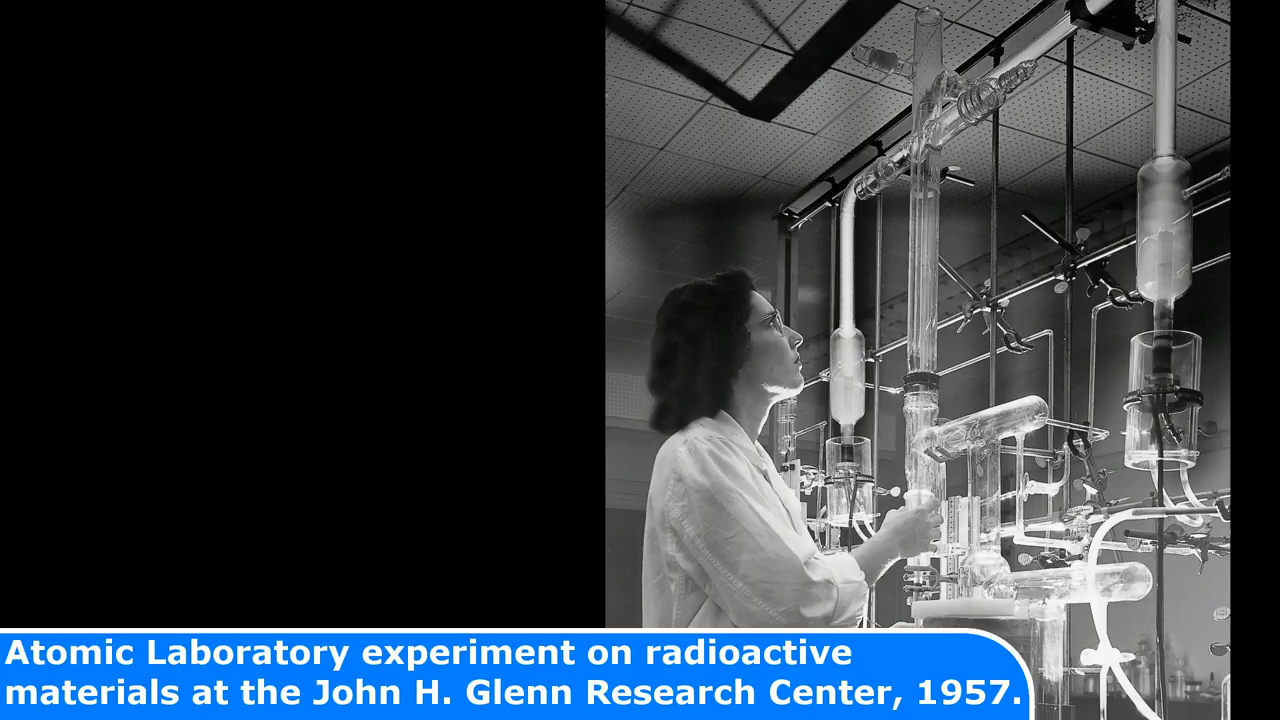 Atomic Laboratory experiment on radioactive
materials at the John H. Glenn Research Center, 1957.